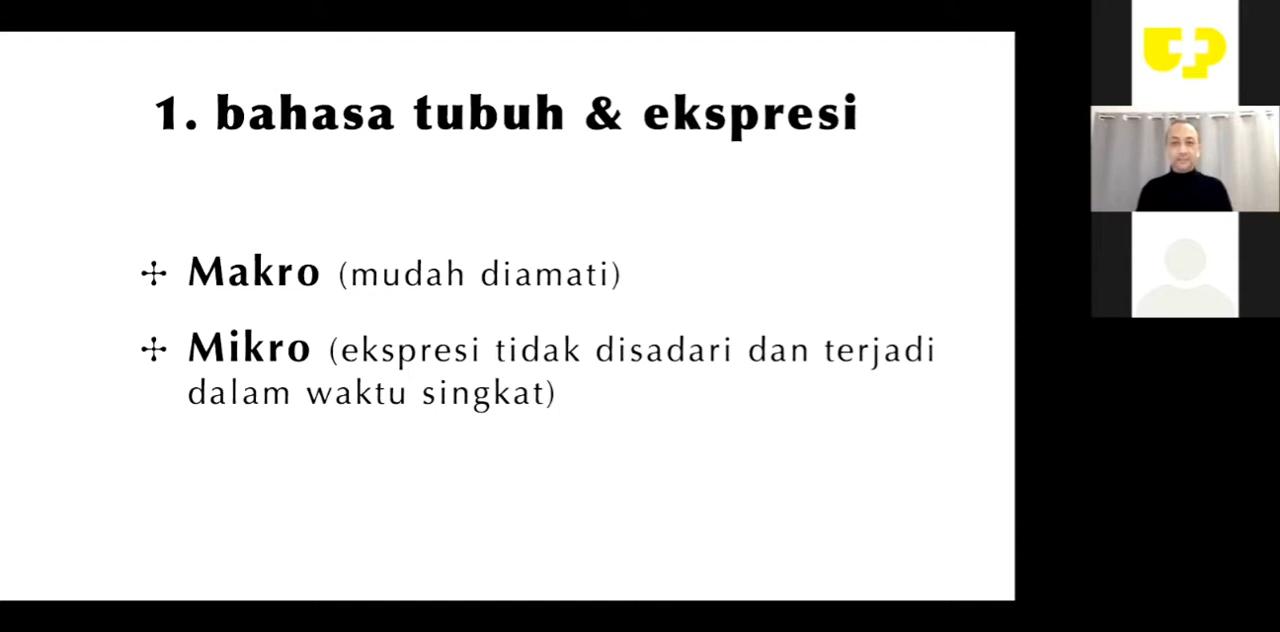 1. bahasa tubuh & ekspresi
Makro (mudah diamati)
Mikro (ekspresi tidak disadari dan terjadi
dalam waktu singkat)